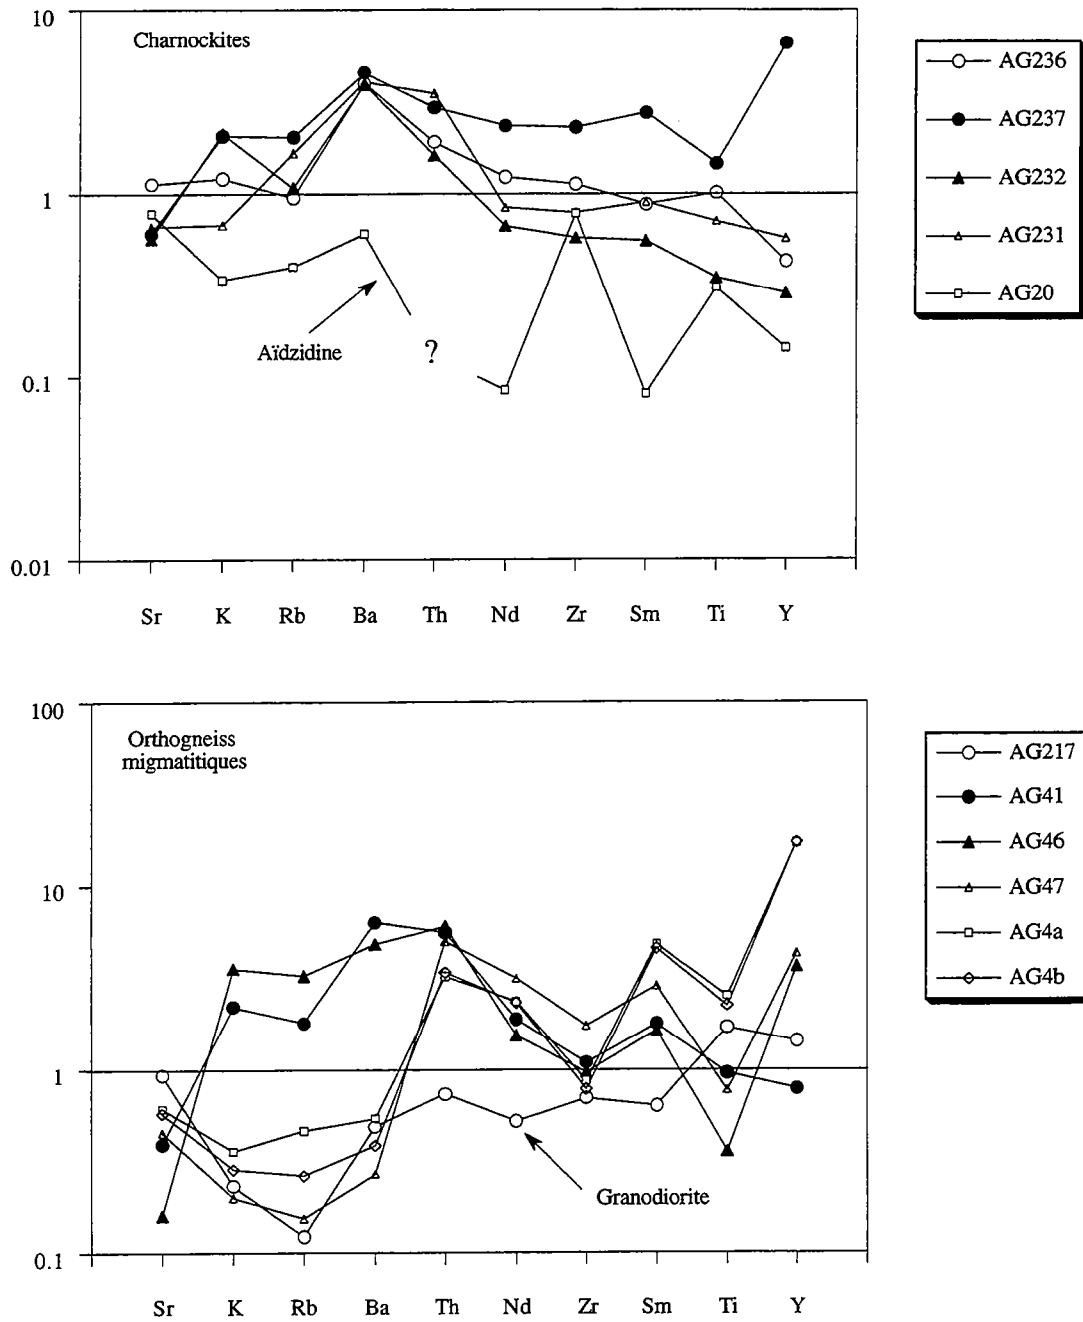 10
Charnockites
1
Aïdzidine
?
0.1
0.01
Sr K Rb Ba Th Nd Zr Sm Ti Y
AG236
AG237
AG232
AG231
AG20
100
Orthogneiss
migmatitiques
10
1
Granodiorite
0.1
Sr K Rb Ba Th Nd Zr Sm Ti Y
AG217
AG41
AG46
AG47
AG4a
AG4b